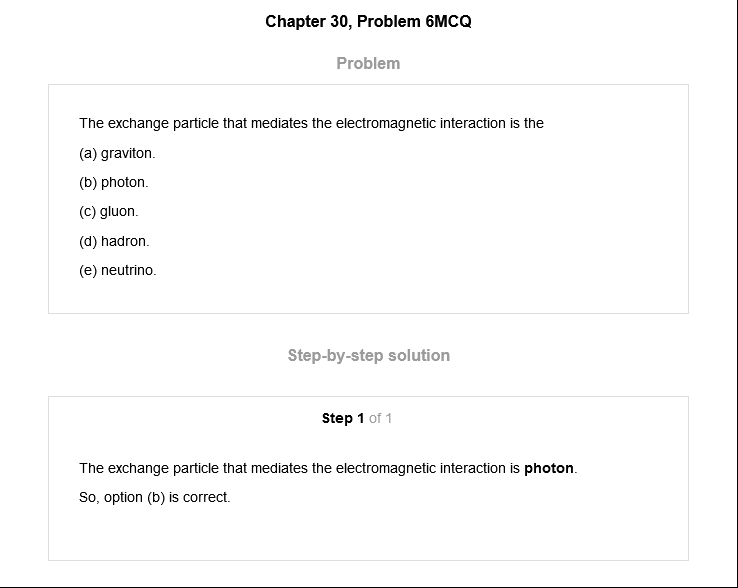 Chapter 30, Problem 6MCQ
Problem
The exchange particle that mediates the electromagnetic interaction is the
(a) graviton.
(b) photon.
(c) gluon.
(d) hadron.
(e) neutrino.
Step-by-step solution
Step 1 of 1
The exchange particle that mediates the electromagnetic interaction is photon.
So, option (b) is correct.